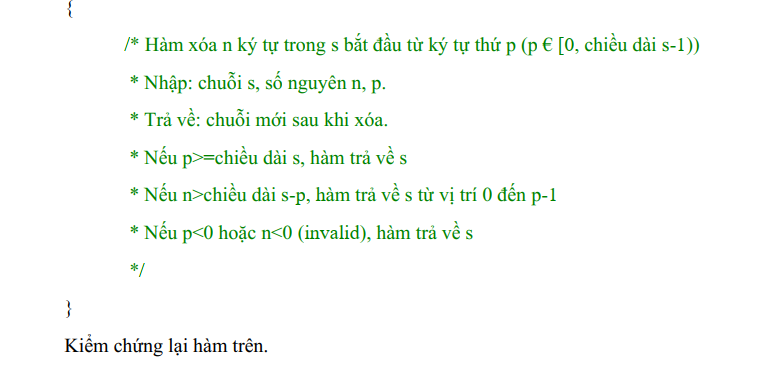 {
/* Hàm xóa n ký tự trong s bắt đầu từ ký tự thứ p (p € [0, chiều dài s-1))
* Nhập: chuỗi s, số nguyên n, p.
* Trả về: chuỗi mới sau khi xóa.
* Nếu p>=chiều dài s, hàm trả về s
* Nếu n>chiều dài s-p, hàm trả về s từ vị trí 0 đến p-1
* Nếu p<0 hoặc n<0 (invalid), hàm trả về s
*/
}
Kiểm chứng lại hàm trên.